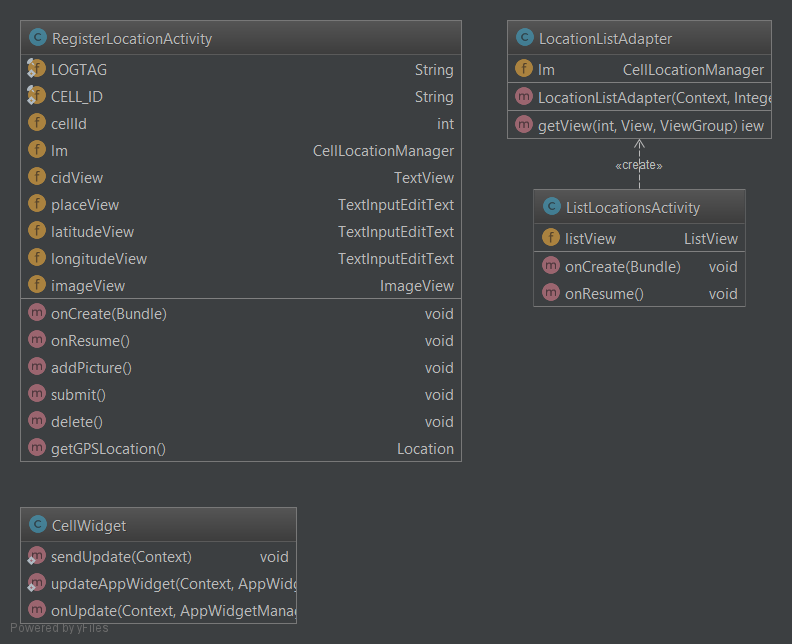 RegisterLocationActivity
LOGTAG String
CELL_ID String
cellId int
lm CellLocationManager
cidView TextView
placeView TextInputEditText
latitudeView TextInputEditText
longitudeView TextInputEditText
imageView ImageView
onCreate(Bundle) void
onResume() void
addPicture() void
submit() void
delete() void
getGPSLocation() Location
LocationListAdapter
lm CellLocationManager
LocationListAdapter(Context, Intege
getView(int, View, ViewGroup) iew
«create»
ListLocationsActivity
listView ListView
onCreate(Bundle) void
onResume() void
CellWidget
sendUpdate(Context) void
updateAppWidget(Context, AppWidg
onUpdate(Context, AppWidgetMana
Powered by yFiles